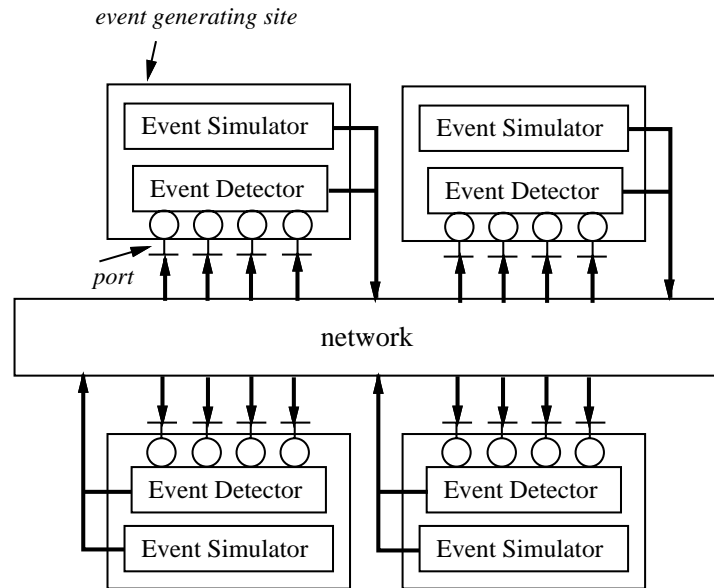 event generating site
Event Simulator
Event Simulator
Event Detector
Event Detector
port
network
Event Detector
Event Detector
Event Simulator
Event Simulator